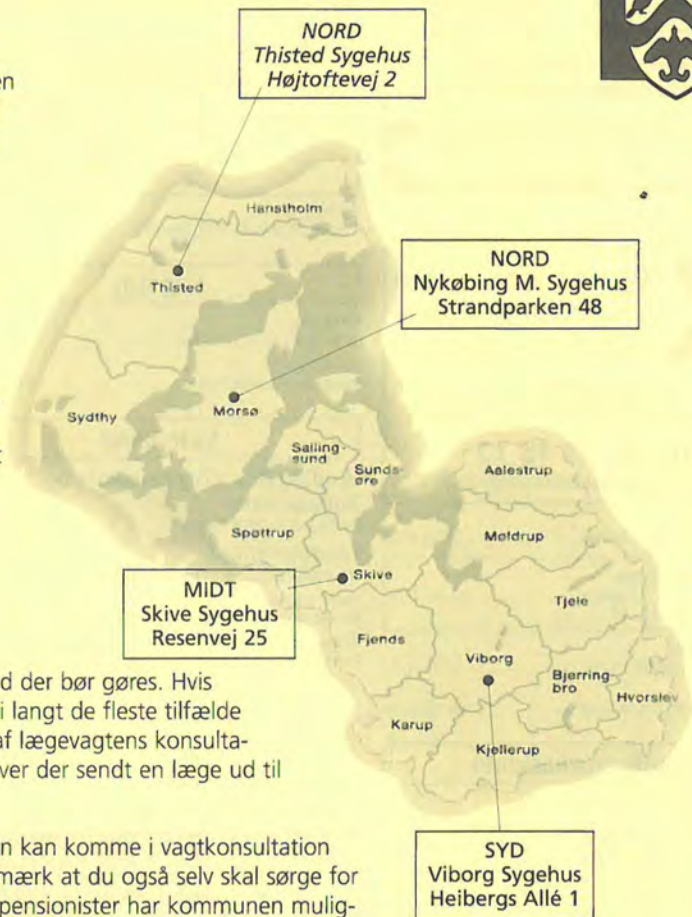 en
NORD
Thisted Sygehus
Højtoftevej 2
Hanstholm
Thisted
NORD
Nykøbing M. Sygehus
Strandparken 48
Sydthy
Morsø
Salling-
sund
Sunds-
øre
Aalestrup
Spøttrup
Møldrup
Skive
MIDT
Skive Sygehus
Resenvej 25
Tjele
Fjends
Viborg
Bjerring-
bro
Hvorslev
Karup
Kjellerup
d der bør gøres. Hvis
i langt de fleste tilfælde
af lægevagtens konsulta-
ver der sendt en læge ud til
n kan komme i vagtkonsultation
mærk at du også selv skal sørge for
pensionister har kommunen mulig-
SYD
Viborg Sygehus
Heibergs Allé 1